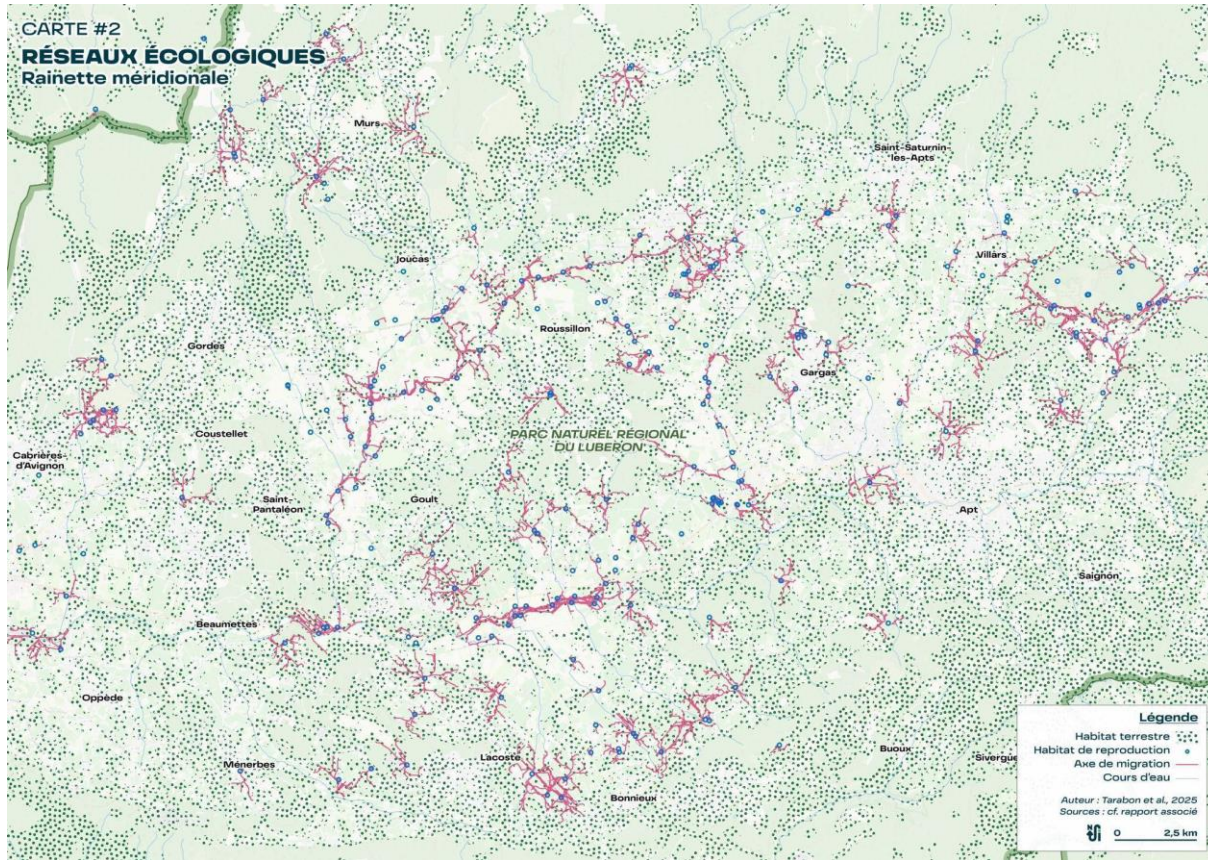 CARTE #2
RÉSEAUX ÉCOLOGIQUES
Rainette méridionale
Murs
Saint-Saturnin
-lès-Apts
Joucas
Villars
Roussillon
Gordes
Gargas
Coustellet
PARC NATUREL RÉGIONAL
DU LUBERON
Cabrières-
d'Avignon
Saint-
Pantaléon
Goult
Apt
Saignon
Beaumettes
Oppède
Ménerbes
Lacoste
Bonnieux
Buoux
Sivergue
Légende
Habitat terrestre
Habitat de reproduction
Axe de migration
Cours d'eau
Auteur : Tarabon et al., 2025
Sources : cf. rapport associé
N
0 2,5 km